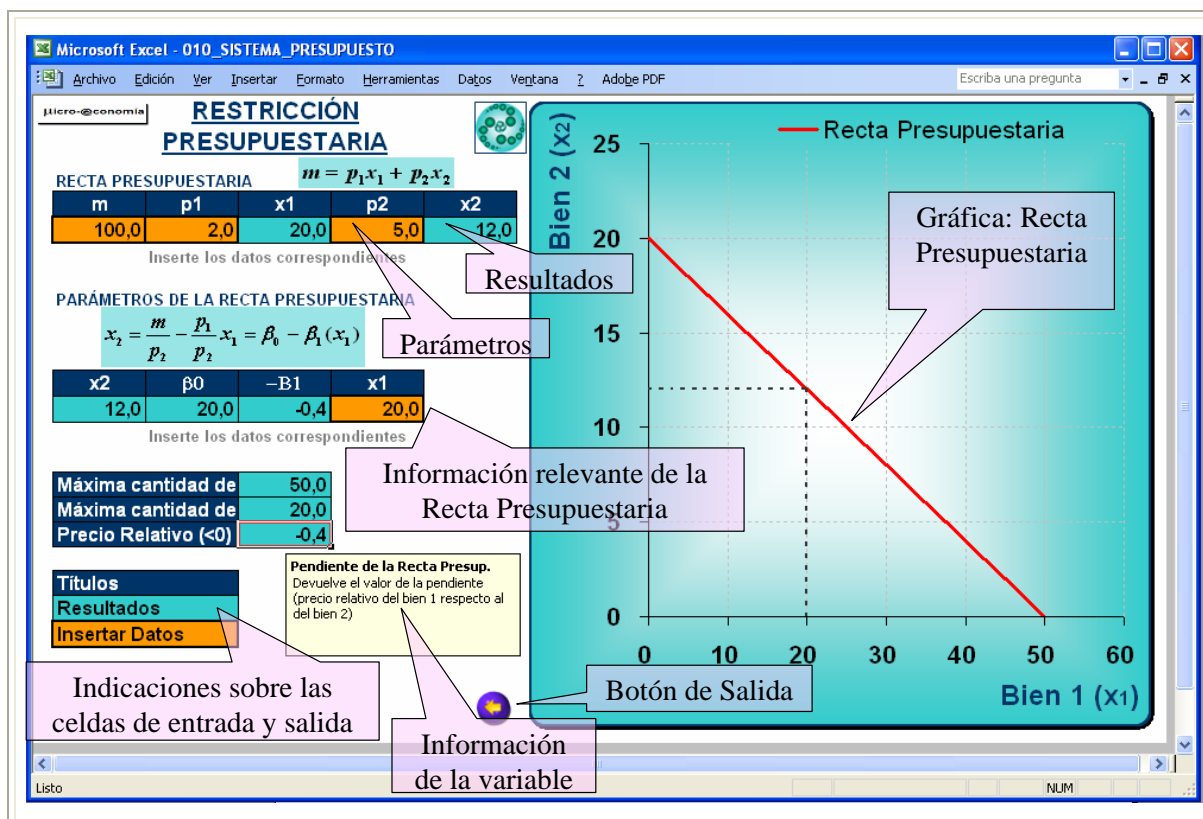 Microsoft Excel - 010_SISTEMA_PRESUPUESTO
Archivo Edición Ver Insertar Formato Herramientas Datos Ventana ? Adobe PDF
Escriba una pregunta
µicro-@conomia
RESTRICCIÓN
PRESUPUESTARIA
RECTA PRESUPUESTARIA
m = p₁x₁ + p₂x₂
m p1 x1 p2 x2
100,0 2,0 20,0 5,0 12,0
Inserte los datos correspondientes
Resultados
PARÁMETROS DE LA RECTA PRESUPUESTARIA
x₂ = m/p₂ − p₁/p₂ x₁ = β₀ − β₁(x₁)
Parámetros
x2 β0 −B1 x1
12,0 20,0 -0,4 20,0
Inserte los datos correspondientes
Información relevante de la
Recta Presupuestaria
Máxima cantidad de 50,0
Máxima cantidad de 20,0
Precio Relativo (<0) -0,4
Pendiente de la Recta Presup.
Devuelve el valor de la pendiente
(precio relativo del bien 1 respecto al
del bien 2)
Títulos
Resultados
Insertar Datos
Indicaciones sobre las
celdas de entrada y salida
Información
de la variable
Botón de Salida
Recta Presupuestaria
Gráfica: Recta
Presupuestaria
Bien 2 (x2)
25
20
15
10
5
0
0 10 20 30 40 50 60
Bien 1 (x1)
Listo
NUM